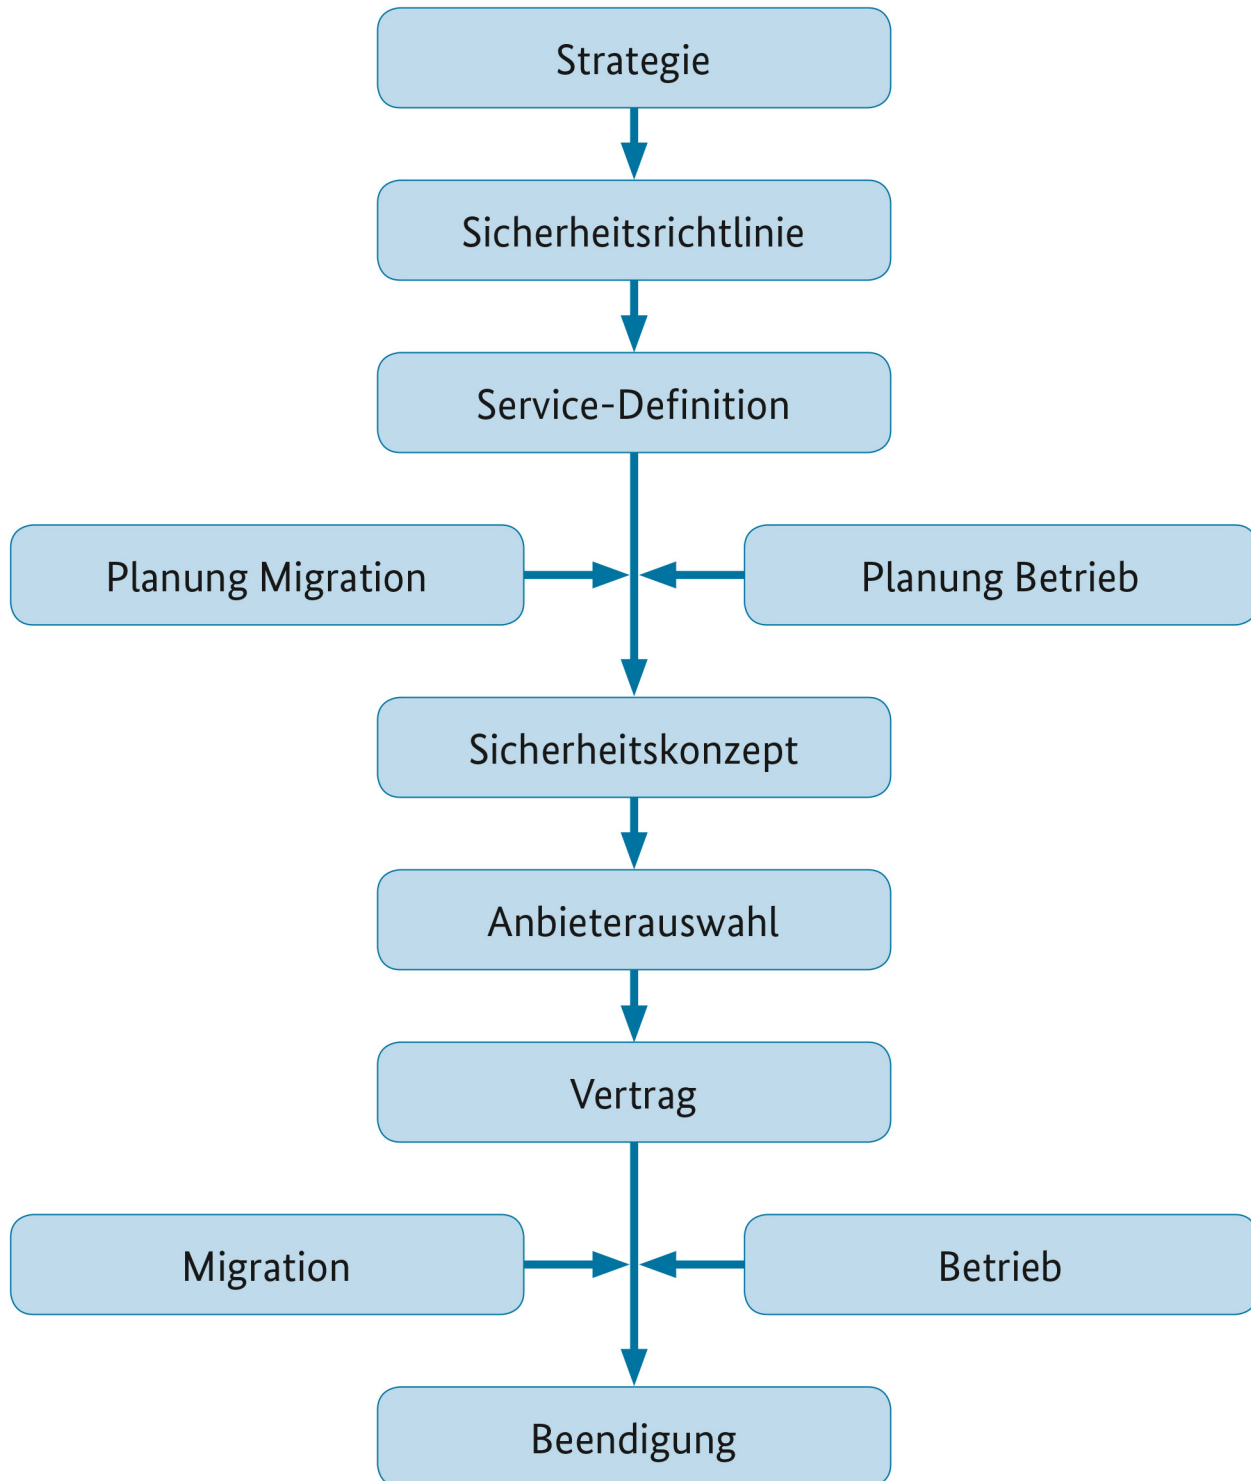 Strategie
Sicherheitsrichtlinie
Service-Definition
Planung Migration
Planung Betrieb
Sicherheitskonzept
Anbieterauswahl
Vertrag
Migration
Betrieb
Beendigung